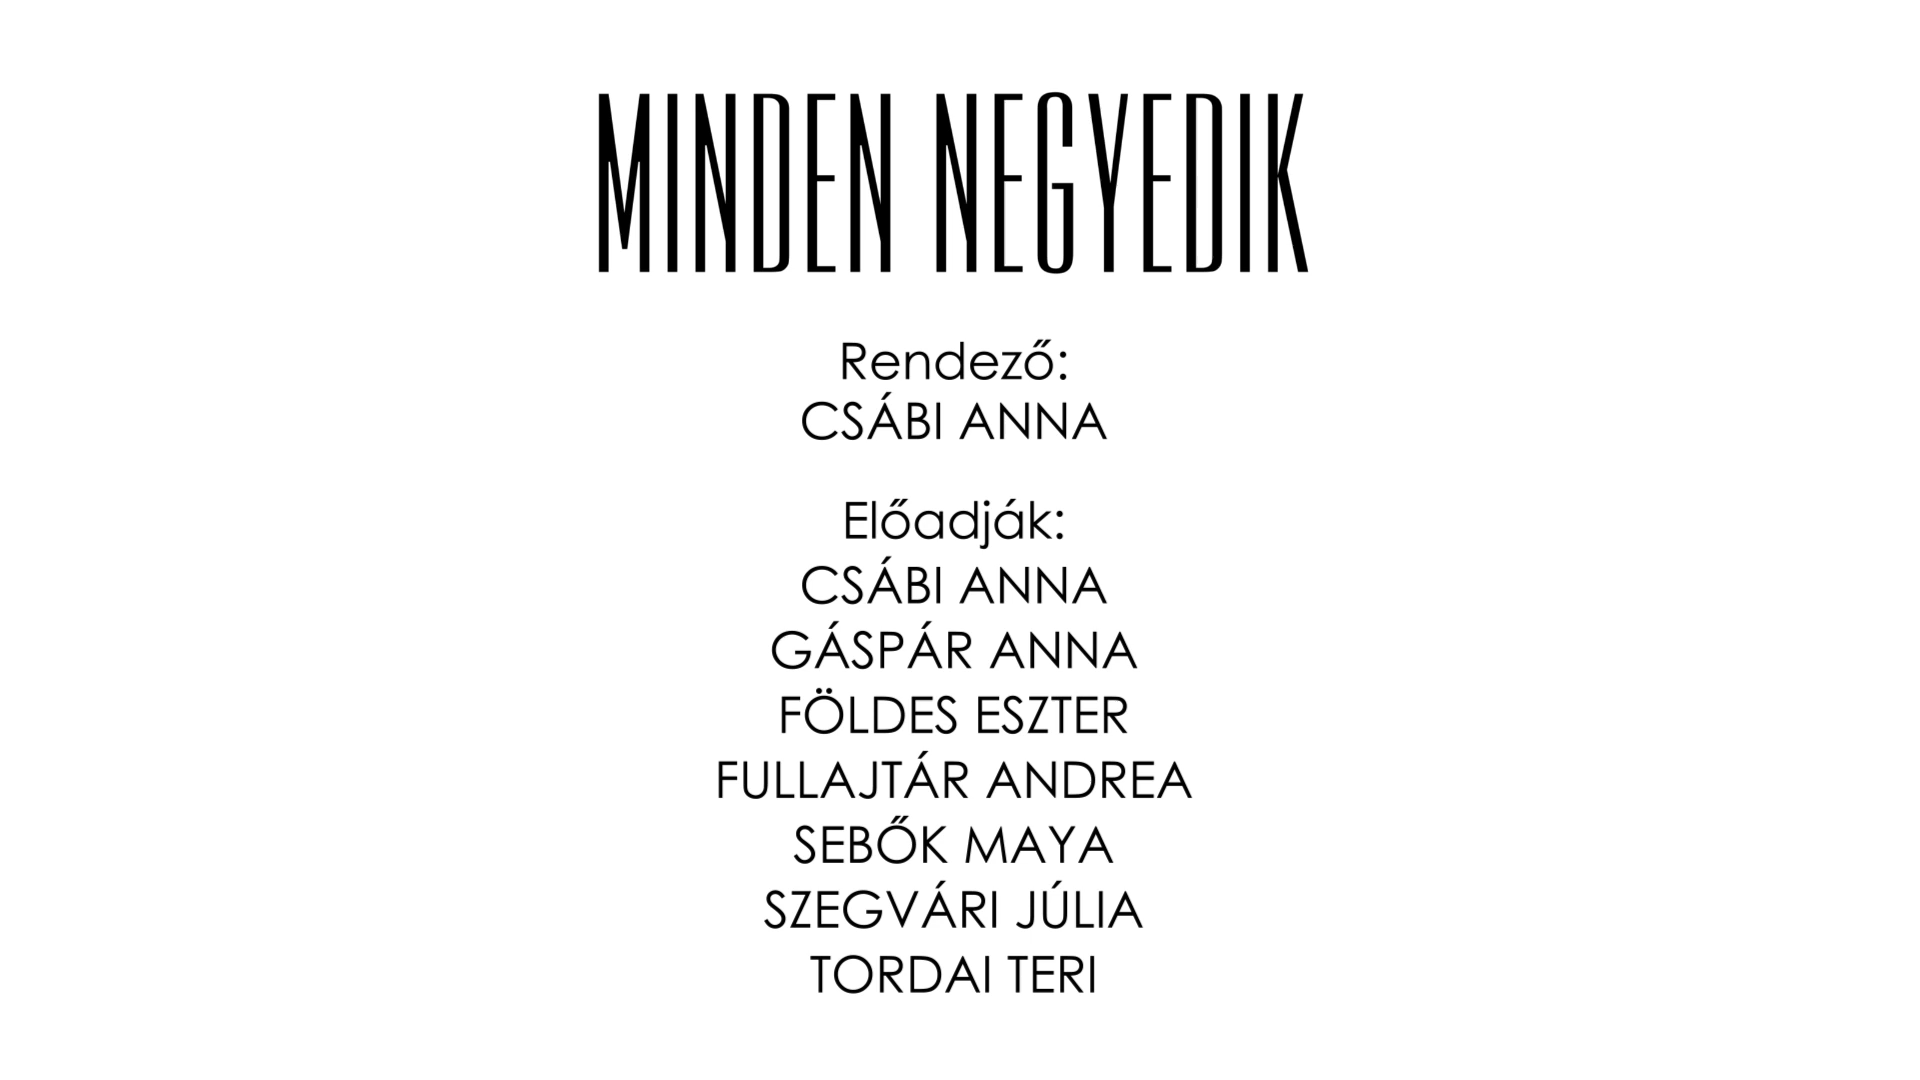 MINDEN NEGYEDIK
Rendező:
CSÁBI ANNA
Előadják:
CSÁBI ANNA
GÁSPÁR ANNA
FÖLDES ESZTER
FULLAJTÁR ANDREA
SEBŐK MAYA
SZEGVÁRI JÚLIA
TORDAI TERI